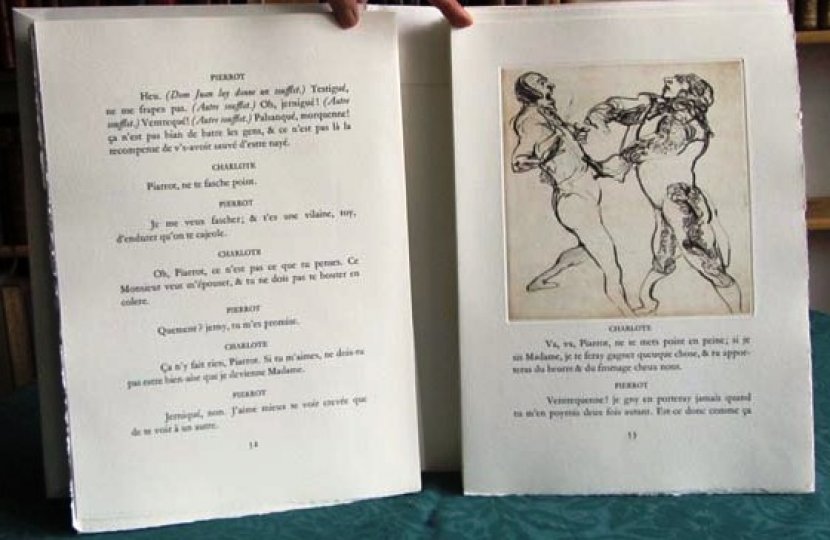 PIERROT
Heu. (Dom Juan luy donne un soufflet.) Testigué,
ne me frapes pas. (Autre soufflet.) Oh, jernigué! (Autre
soufflet.) Ventrequé! (Autre soufflet.) Palsanqué, morquenne!
ça n'est pas bian de batre les gens, & ce n'est pas là la
recompense de v's-avoir sauvé d'estre nayé.
CHARLOTE
Piarrot, ne te fasche point.
PIERROT
Je me veux fascher; & t'es une vilaine, toy,
d'endurer qu'on te cajeole.
CHARLOTE
Oh, Piarrot, ce n'est pas ce que tu penses. Ce
Monsieur veut m'épouser, & tu ne dois pas te bouter en
colere.
PIERROT
Quement? jerny, tu m'es promise.
CHARLOTE
Ça n'y fait rien, Piarrot. Si tu m'aimes, ne dois-tu
pas estre bien-aise que je devienne Madame.
PIERROT
Jerniqué, non. J'aime mieux te voir crevée que
de te voir à un autre.
52
CHARLOTE
Va, va, Piarrot, ne te mets point en peine; si je
sis Madame, je te feray gagner queuque chose, & tu appor-
teras du beurre & du fromage cheux nous.
PIERROT
Ventrequenne! je gny en porteray jamais quand
tu m'en poyrois deux fois autant. Est-ce donc comme ça
53